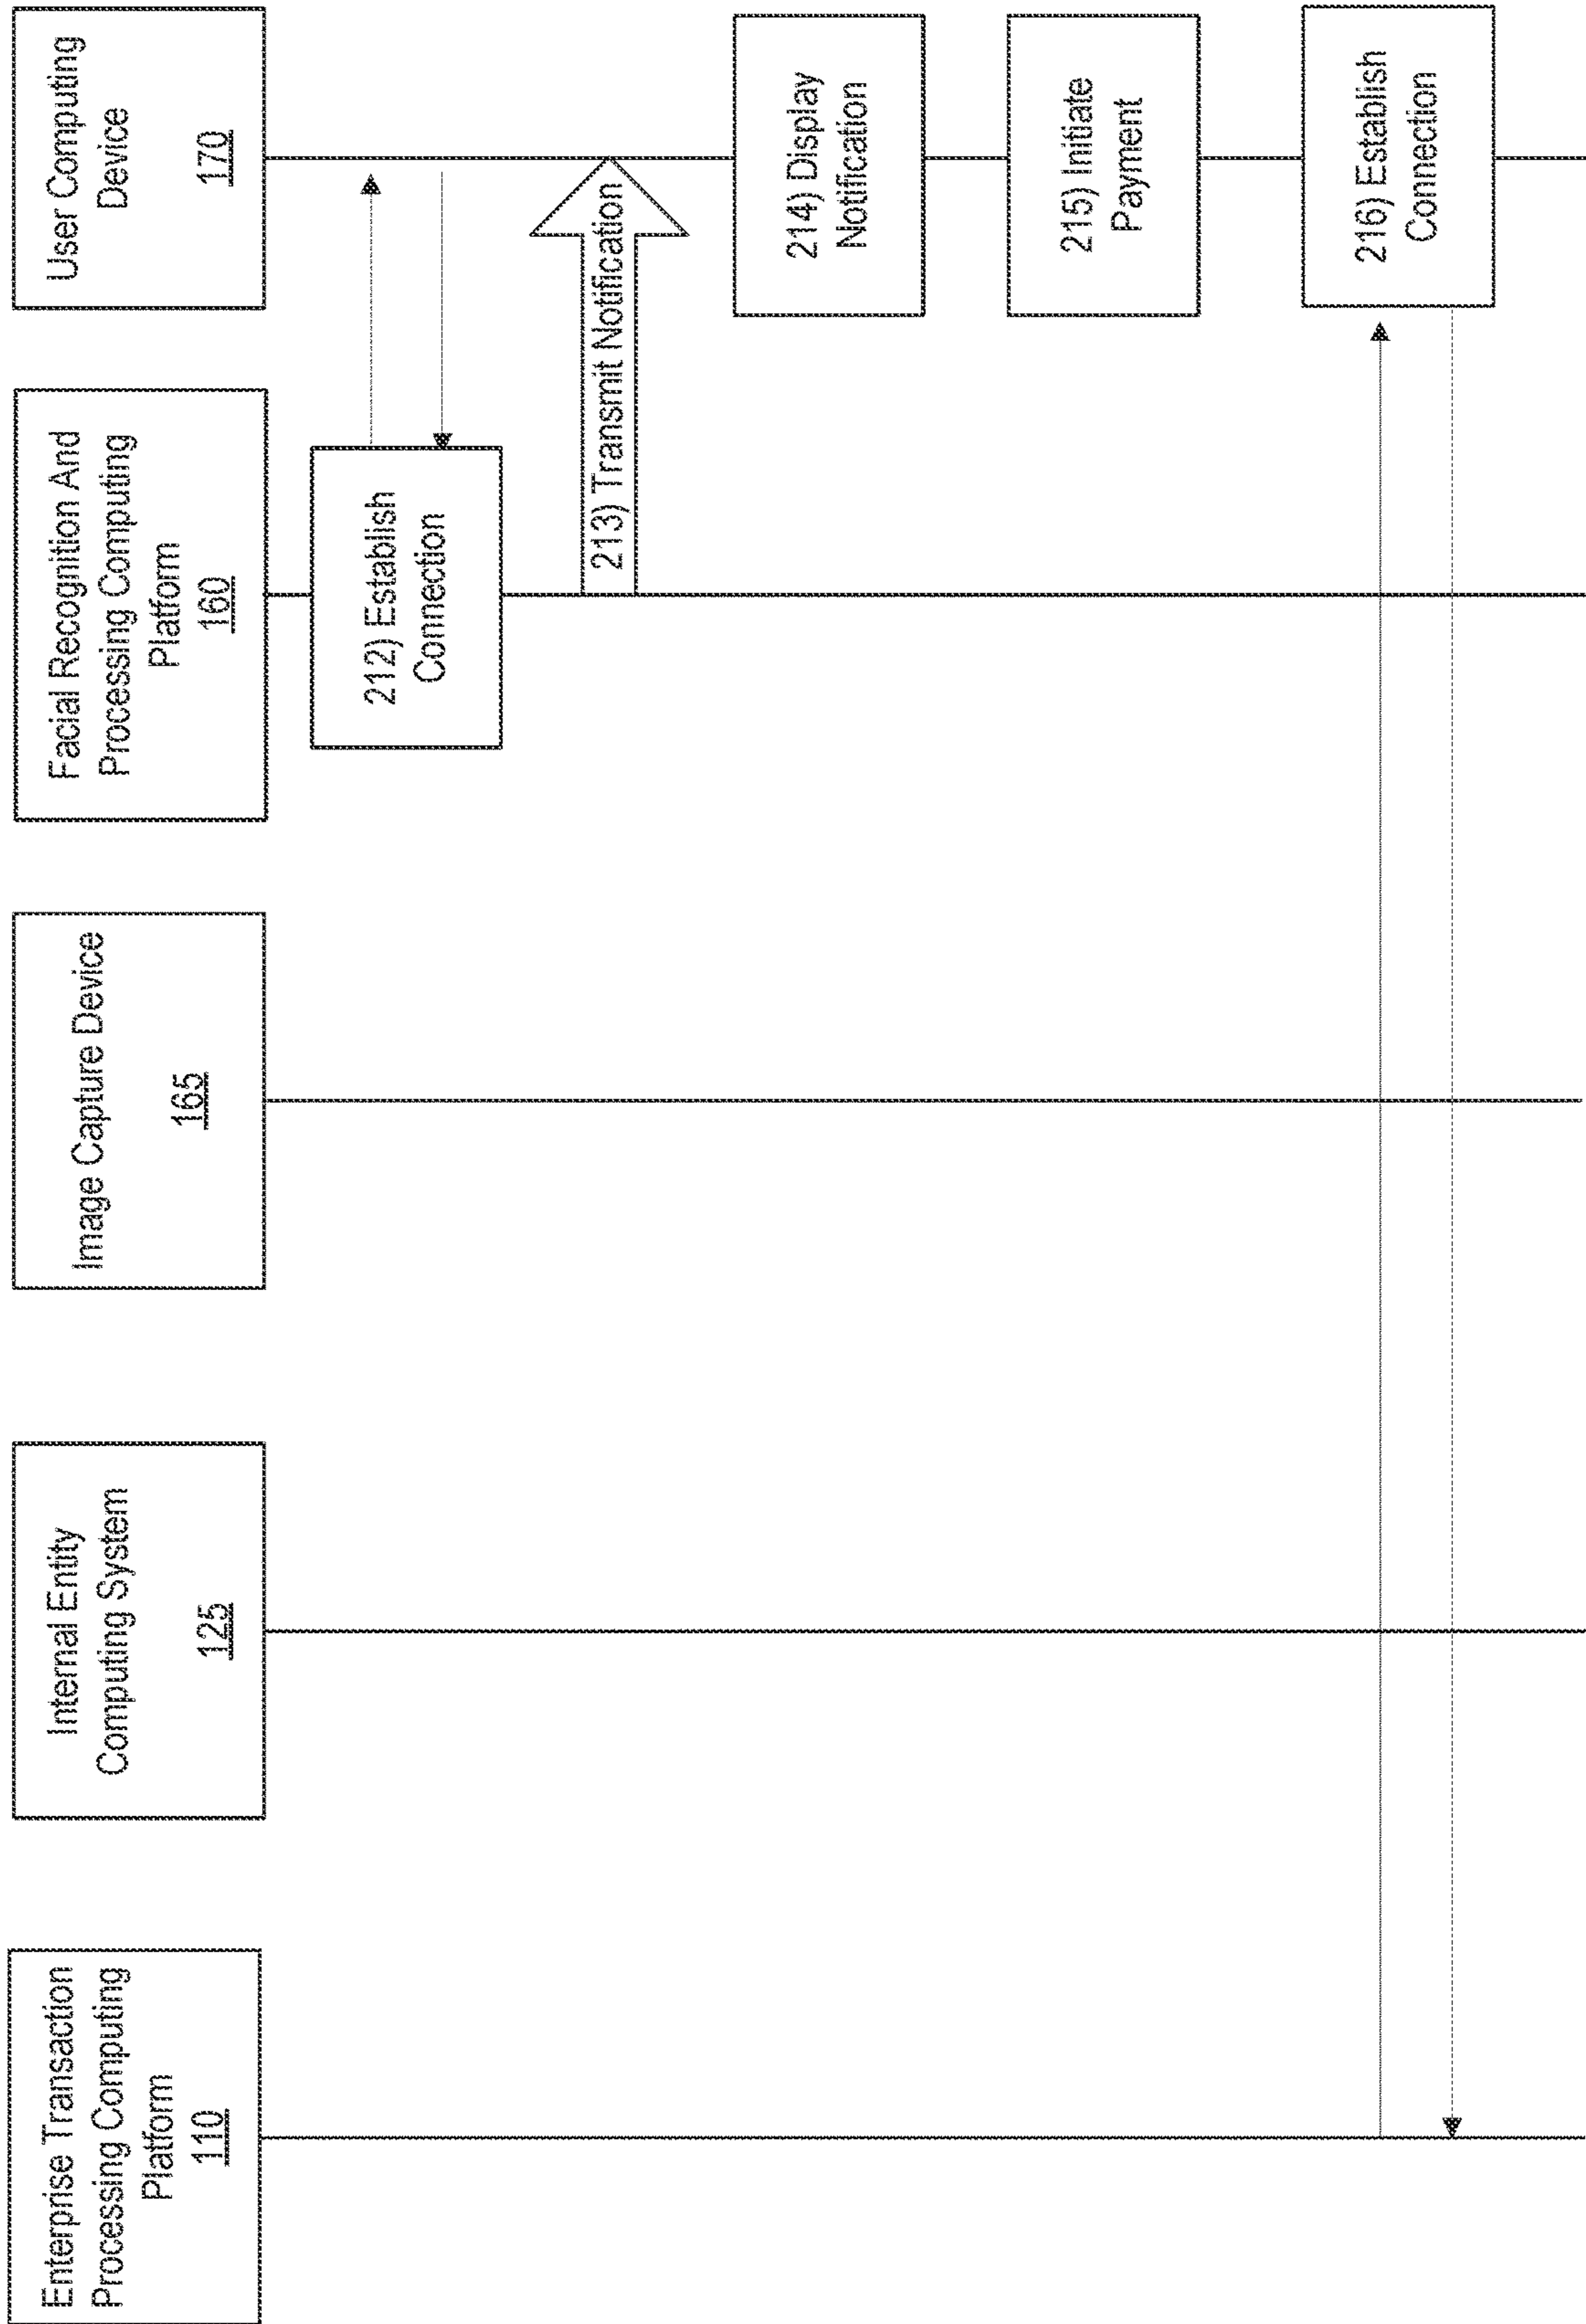 Enterprise Transaction
Processing Computing
Platform
110
Internal Entity
Computing System
125
Image Capture Device
165
Facial Recognition And
Processing Computing
Platform
160
User Computing
Device
170
212) Establish
Connection
213) Transmit Notification
214) Display
Notification
215) Initiate
Payment
216) Establish
Connection